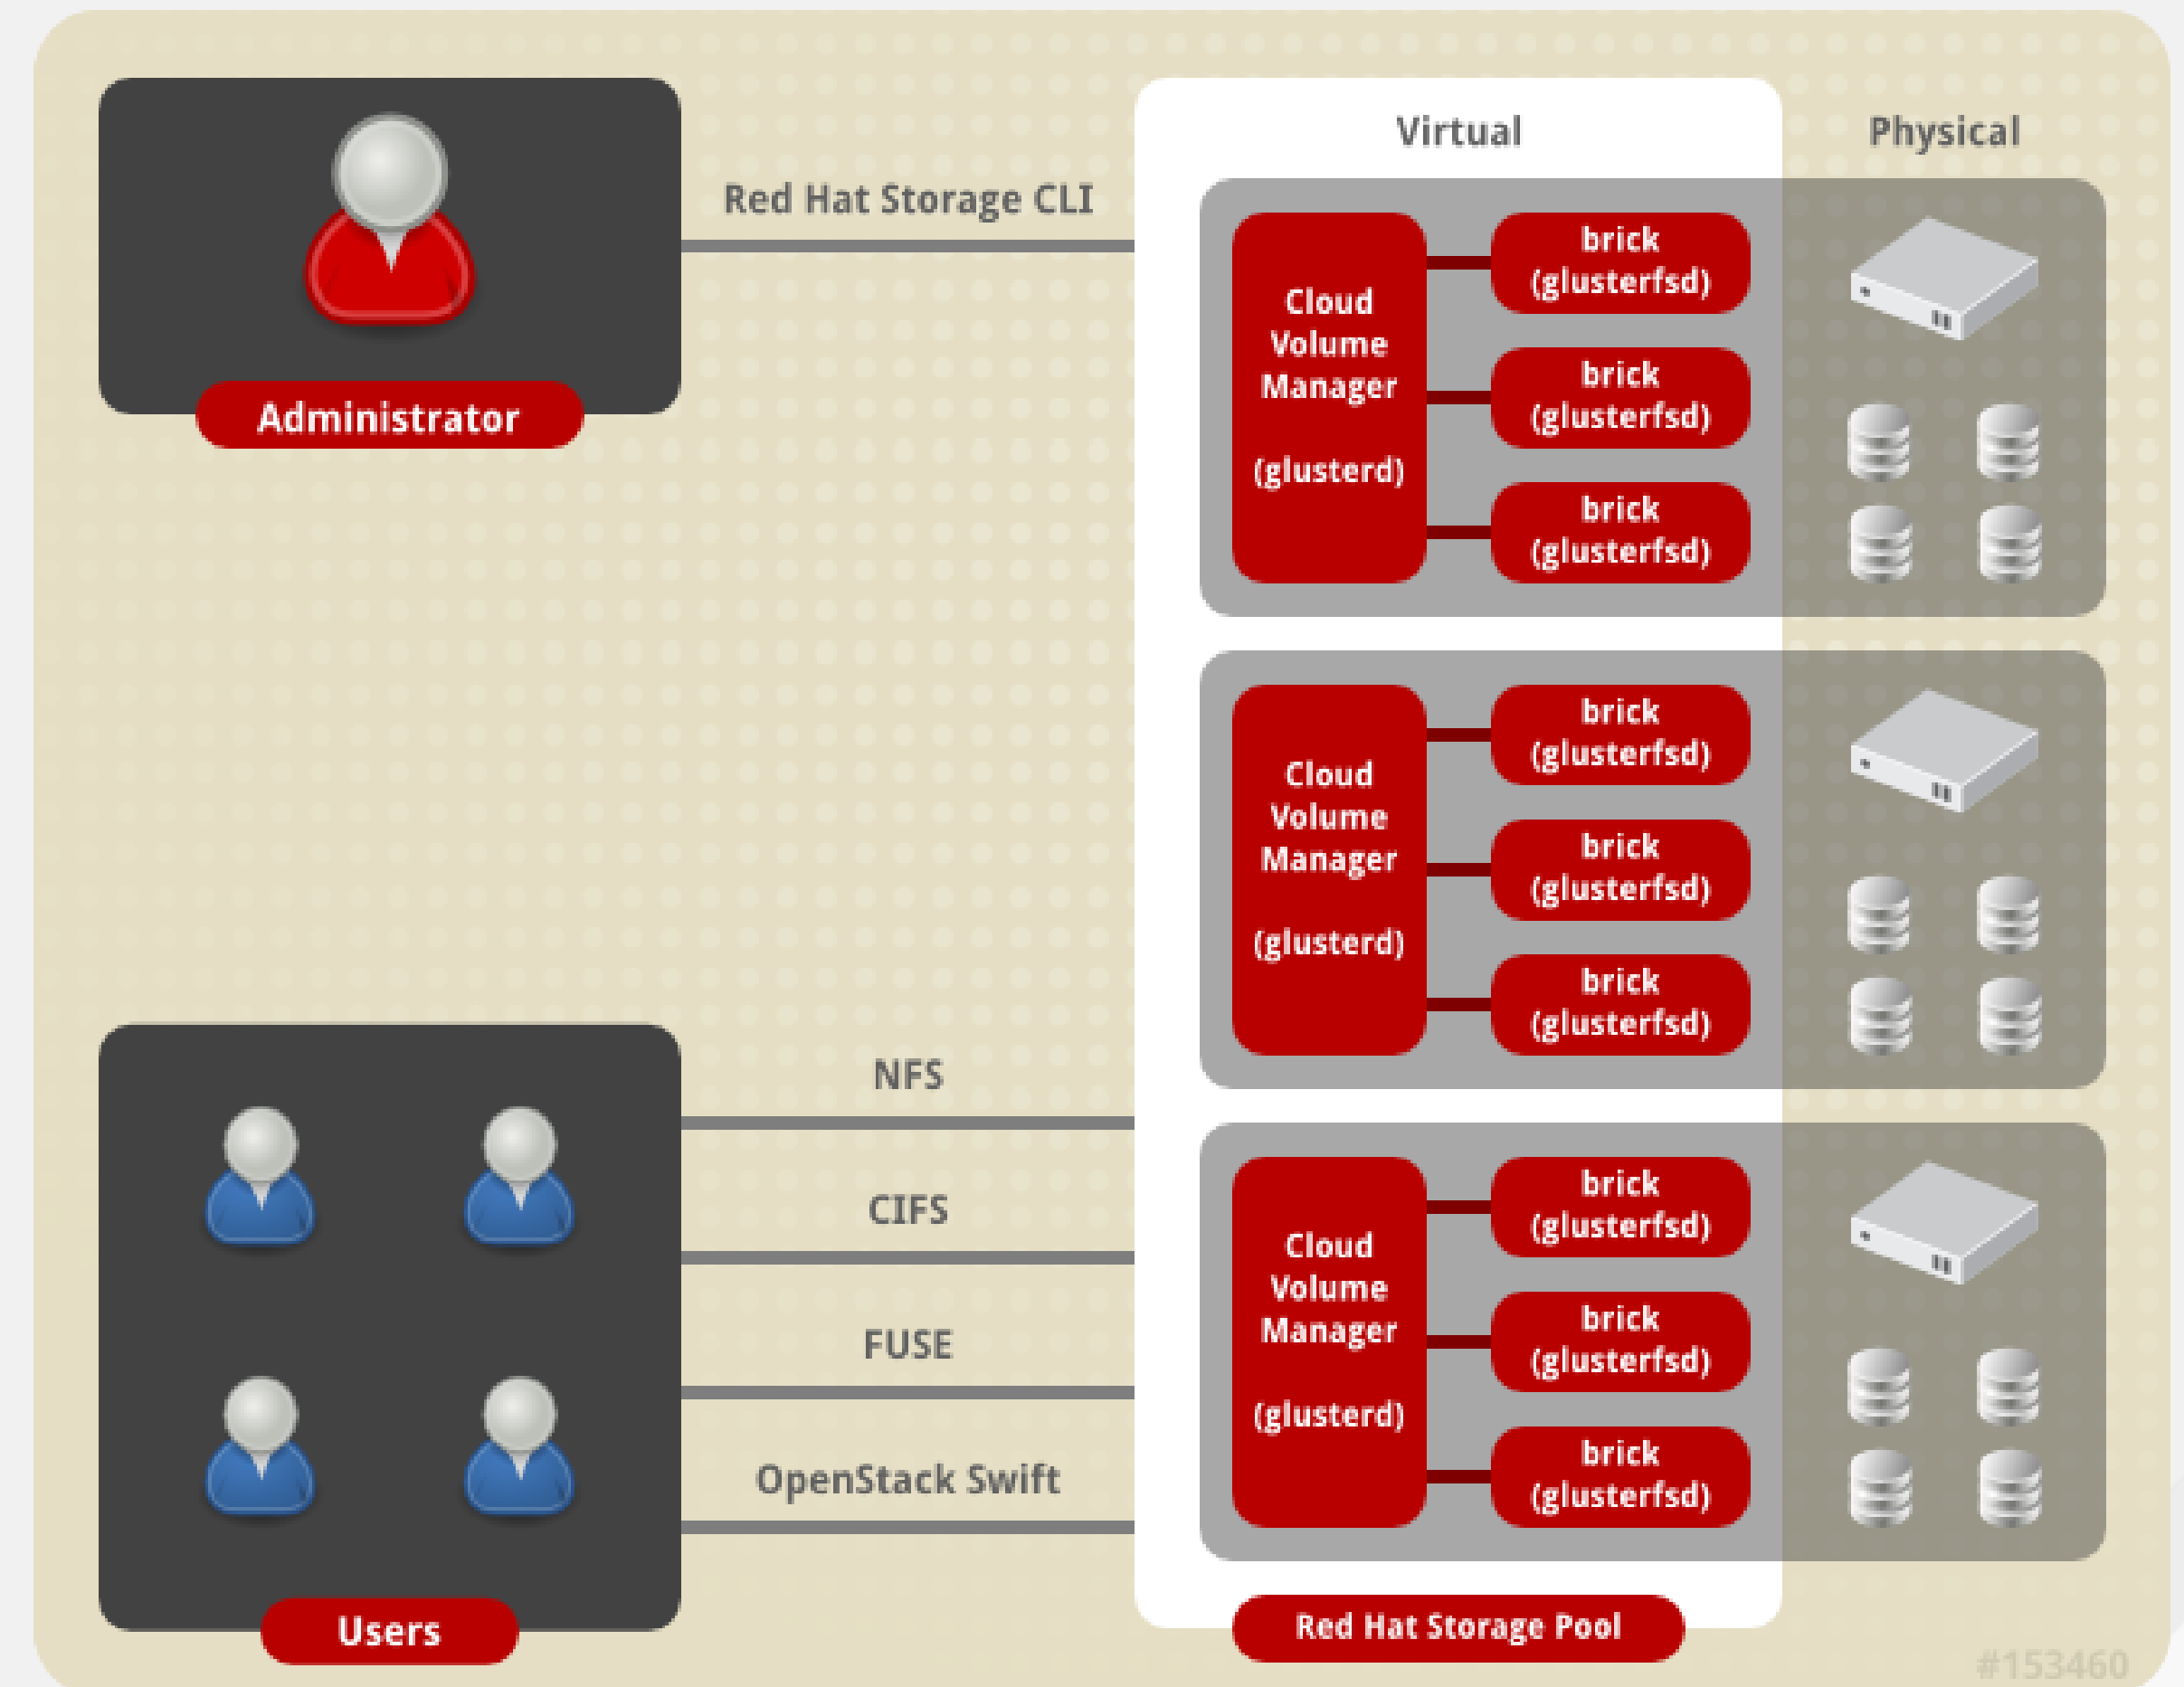 Virtual
Physical
Red Hat Storage CLI
Administrator
Cloud
Volume
Manager
(glusterd)
brick
(glusterfsd)
brick
(glusterfsd)
brick
(glusterfsd)
Cloud
Volume
Manager
(glusterd)
brick
(glusterfsd)
brick
(glusterfsd)
brick
(glusterfsd)
NFS
CIFS
FUSE
OpenStack Swift
Users
Cloud
Volume
Manager
(glusterd)
brick
(glusterfsd)
brick
(glusterfsd)
brick
(glusterfsd)
Red Hat Storage Pool
#153460